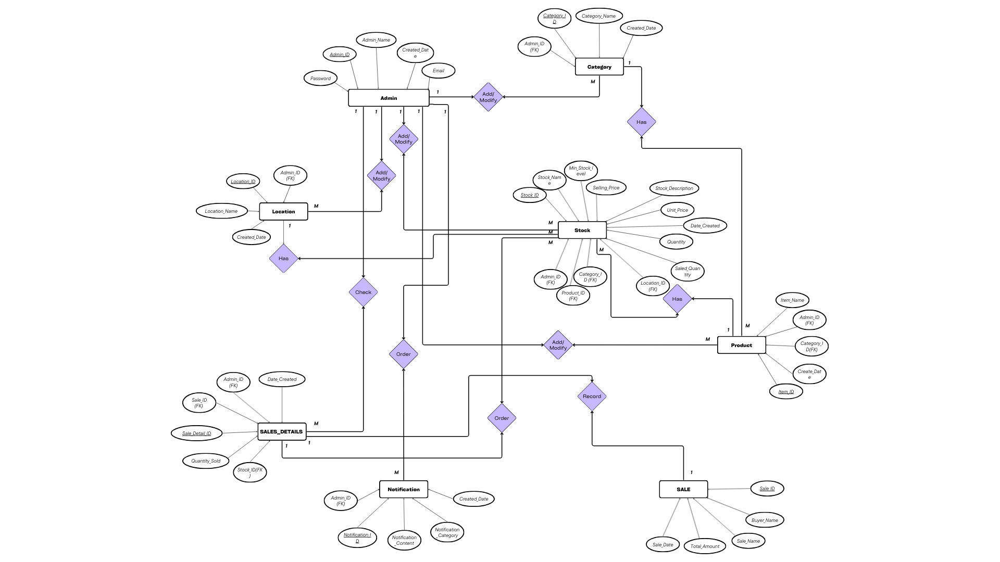 Category_I
D
Category_Name
Created_Date
Admin_ID
(FK)
Category
1
M
Admin_Name
Admin_ID
Created_Dat
e
Email
Password
Admin
1
Add/
Modify
Has
1
1
1
1
1
Add/
Modify
Add/
Modify
Location_ID
Admin_ID
(FK)
Location_Name
Location
M
1
Created_Date
Has
Min_Stock_l
evel
Stock_Nam
e
Selling_Price
Stock ID
Stock_Description
Unit_Price
Date_Created
Quantity
Stock
M
M
M
M
Saled_Quan
tity
Admin_ID
(FK)
Category_I
D (FK)
Product_ID
(FK)
Location_ID
(FK)
Has
Check
Item_Name
Admin_ID
(FK)
M
1
M
Product
Category_I
D(FK)
Create_Dat
e
Item_ID
Add/
Modify
Order
Admin_ID
(FK)
Date_Created
Sale_ID
(FK)
Sale_Detail_ID
SALES_DETAILS
M
1
1
Quantity_Sold
Stock_ID(FK
)
Record
Order
M
Notification
Admin_ID
(FK)
Created_Date
Notification I
D
Notification
_Content
Notification
_Category
1
SALE
Sale ID
Buyer_Name
Sale_Name
Total_Amount
Sale_Date